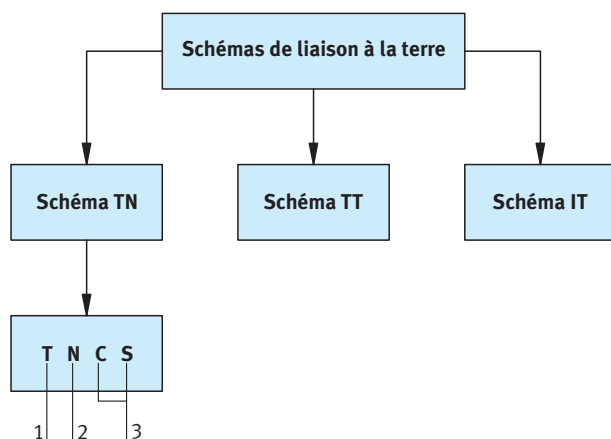 Schémas de liaison à la terre
Schéma TN
Schéma TT
Schéma IT
T N C S
1 2 3